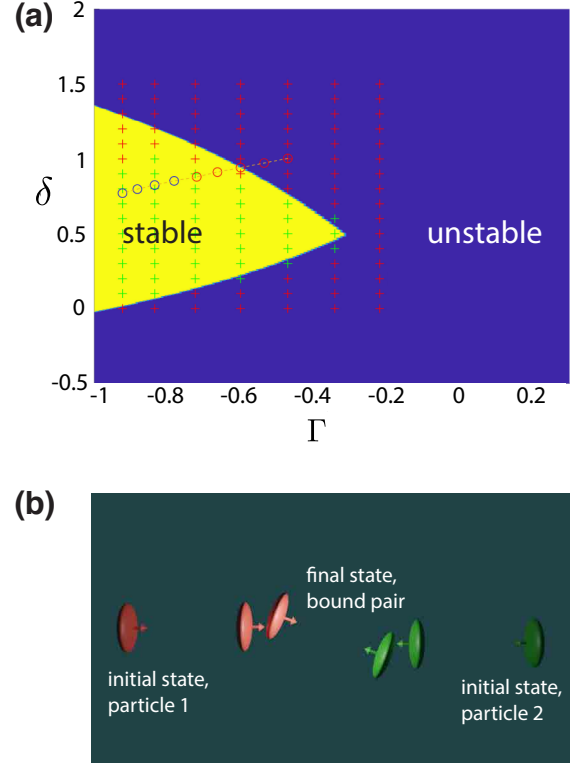 (a)
2
1.5
1
0.5
0
-0.5
δ
stable
unstable
-1
-0.8
-0.6
-0.4
-0.2
0
0.2
Γ
(b)
final state,
bound pair
initial state,
particle 1
initial state,
particle 2